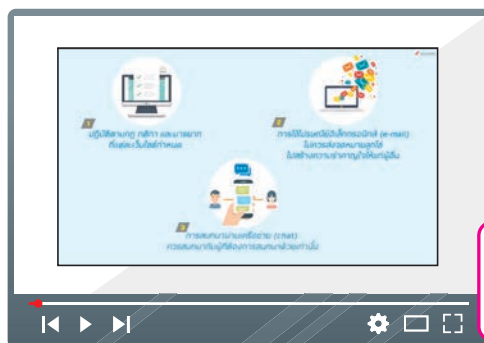 1
ปฏิบัติตามกฎ กติกา และมารยาท
ที่แต่ละเว็บไซต์กำหนด
2
การใช้ไปรษณีย์อิเล็กทรอนิกส์ (e-mail)
ไม่ควรส่งจดหมายลูกโซ่
ไม่สร้างความรำคาญใจให้แก่ผู้อื่น
3
การสนทนาผ่านเครือข่าย (chat)
ควรสนทนากับผู้ที่ต้องการสนทนาด้วยเท่านั้น